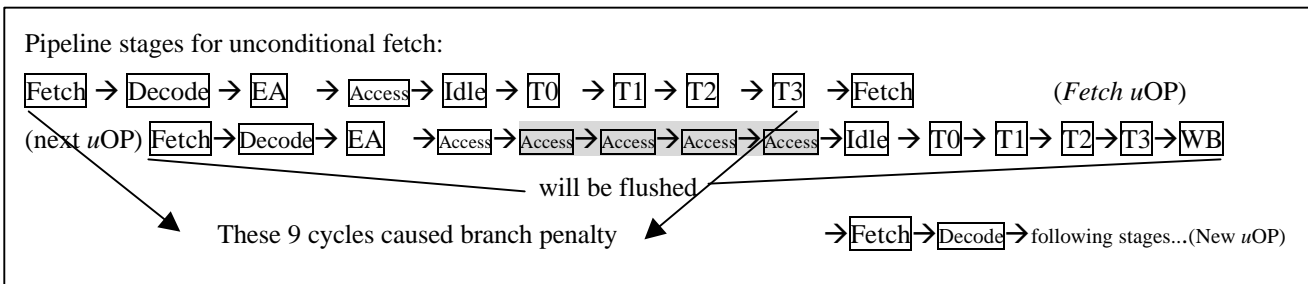 Pipeline stages for unconditional fetch:
Fetch → Decode → EA → Access → Idle → T0 → T1 → T2 → T3 → Fetch (Fetch uOP)
(next uOP) Fetch → Decode → EA → Access → Access → Access → Access → Access → Idle → T0 → T1 → T2 → T3 → WB
will be flushed
These 9 cycles caused branch penalty → Fetch → Decode → following stages...(New uOP)